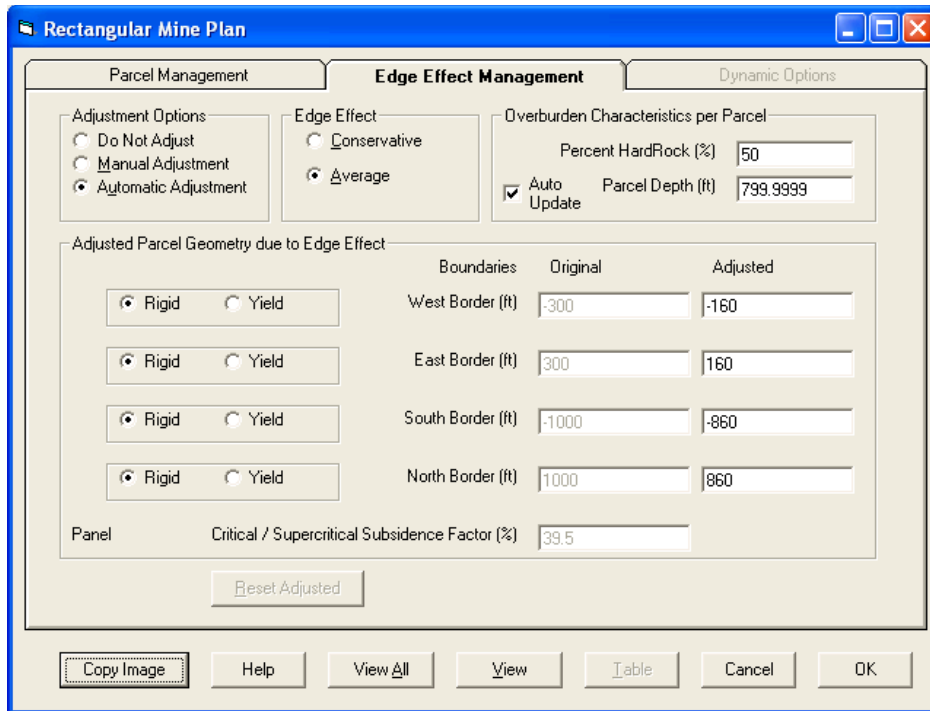 Rectangular Mine Plan
Parcel Management Edge Effect Management Dynamic Options
Adjustment Options
Do Not Adjust
Manual Adjustment
Automatic Adjustment
Edge Effect
Conservative
Average
Overburden Characteristics per Parcel
Percent HardRock (%) 50
Auto Update
Parcel Depth (ft) 799.9999
Adjusted Parcel Geometry due to Edge Effect
Boundaries Original Adjusted
Rigid Yield West Border (ft) -300 -160
Rigid Yield East Border (ft) 300 160
Rigid Yield South Border (ft) -1000 -860
Rigid Yield North Border (ft) 1000 860
Panel Critical / Supercritical Subsidence Factor (%) 39.5
Reset Adjusted
Copy Image Help View All View Table Cancel OK